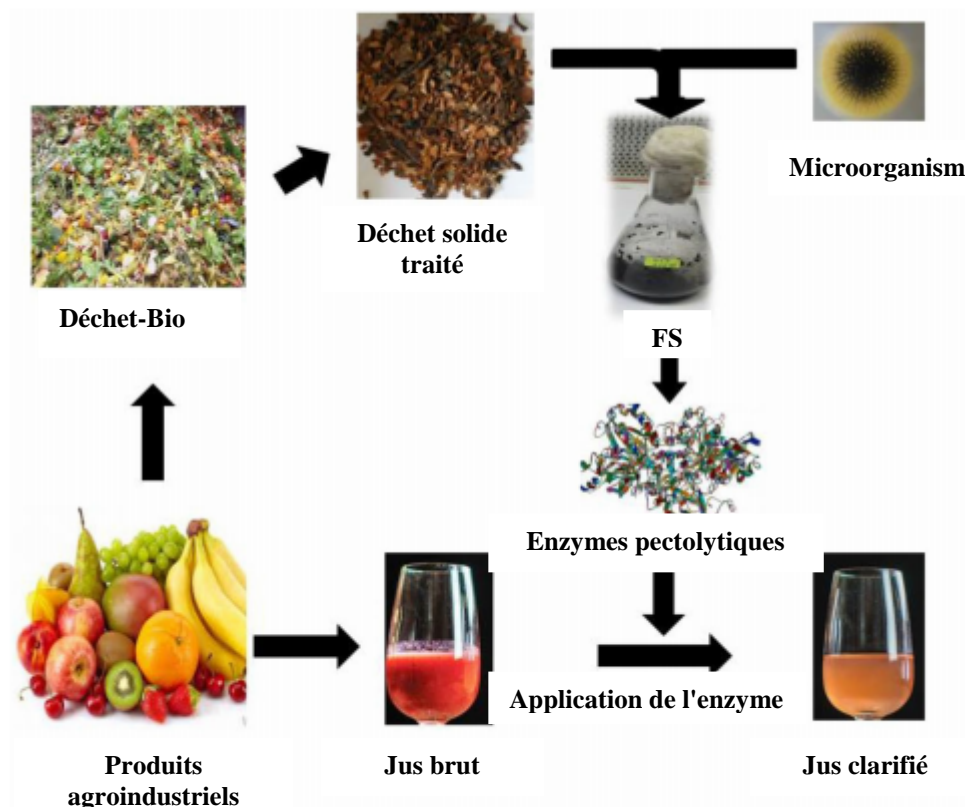 Microorganism
Déchet solide
traité
Déchet-Bio
FS
Enzymes pectolytiques
Application de l'enzyme
Produits
agroindustriels
Jus brut
Jus clarifié